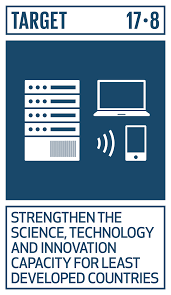 TARGET 17·8
STRENGTHEN THE
SCIENCE, TECHNOLOGY
AND INNOVATION
CAPACITY FOR LEAST
DEVELOPED COUNTRIES